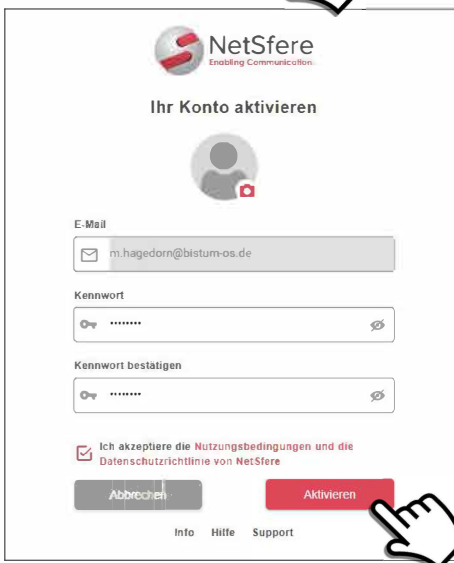 NetSfere
Enabling Communication
Ihr Konto aktivieren
E-Mail
m.hagedorn@bistum-os.de
Kennwort
••••••••
Kennwort bestätigen
••••••••
Ich akzeptiere die Nutzungsbedingungen und die
Datenschutzrichtlinie von NetSfere
Abbrechen Aktivieren
Info Hilfe Support